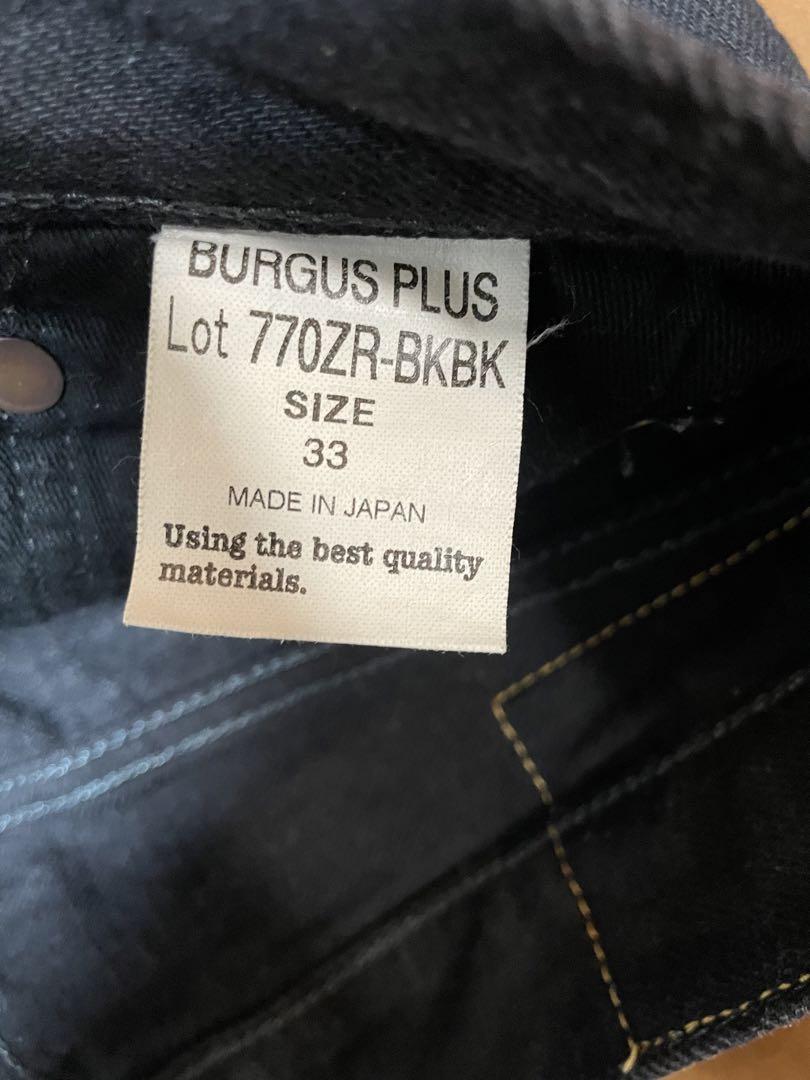 BURGUS PLUS
Lot 770ZR-BKBK
SIZE
33
MADE IN JAPAN
Using the best quality
materials.